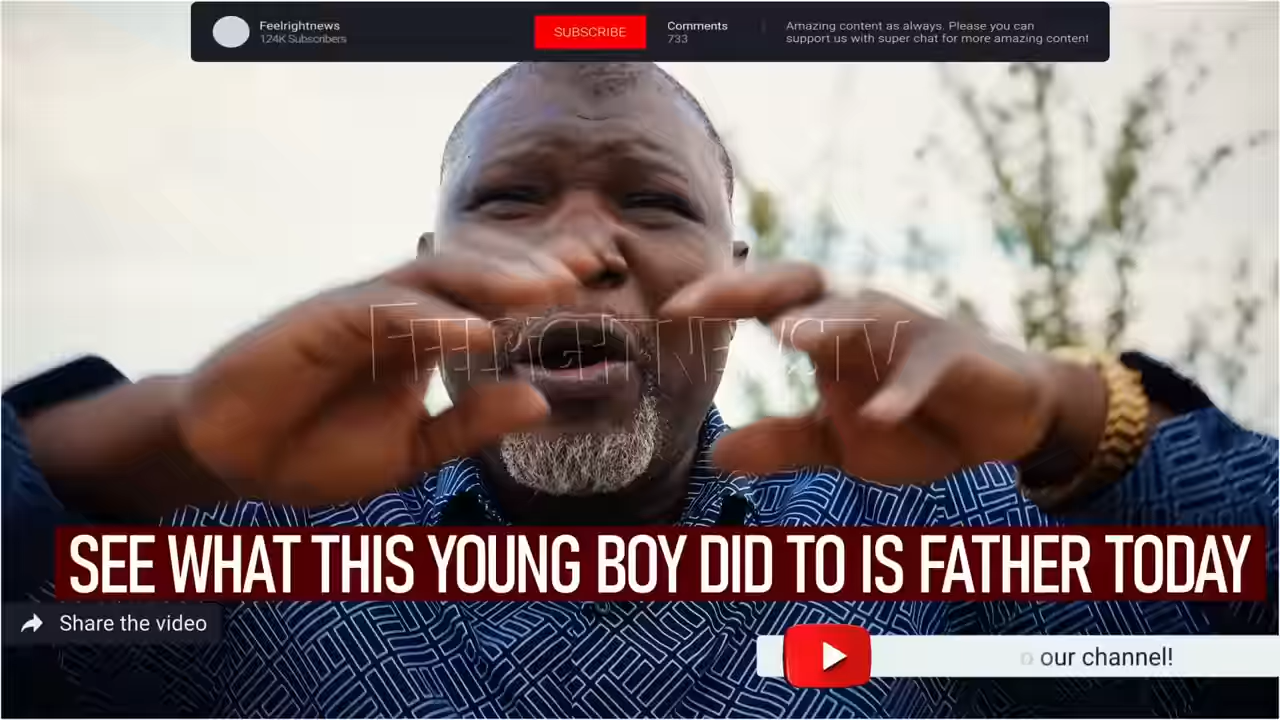 Feelrightnews
124K Subscribers
SUBSCRIBE
Comments
733
Amazing content as always. Please you can
support us with super chat for more amazing content
FEELRIGHTNEWSTV
SEE WHAT THIS YOUNG BOY DID TO IS FATHER TODAY
Share the video
our channel!